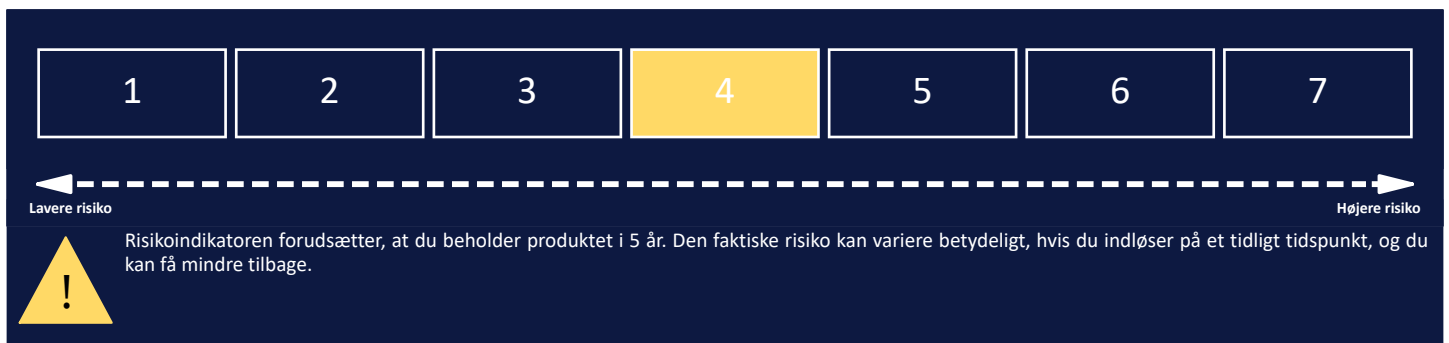 1 2 3 4 5 6 7
Lavere risiko Højere risiko
Risikoindikatoren forudsætter, at du beholder produktet i 5 år. Den faktiske risiko kan variere betydeligt, hvis du indløser på et tidligt tidspunkt, og du
kan få mindre tilbage.
!